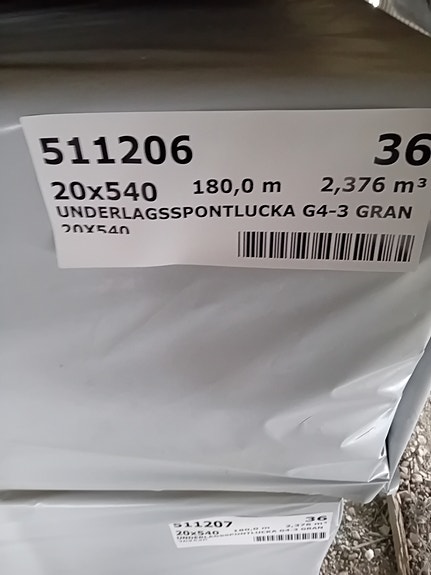 511206 36
20x540 180,0 m 2,376 m³
UNDERLAGSSPONTLUCKA G4-3 GRAN
20X540
511207 36
20x540 180,0 m 2,376 m³
UNDERLAGSSPONTLUCKA G4-3 GRAN
20X540